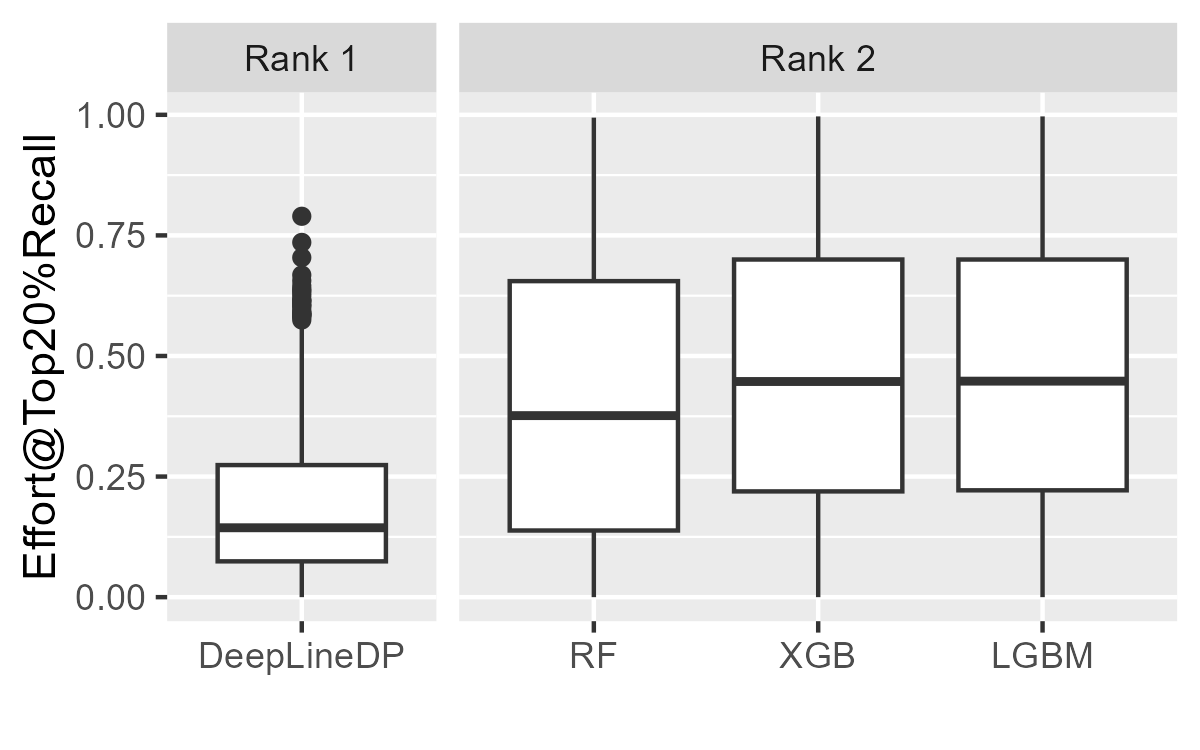 Rank 1
Rank 2
Effort@Top20%Recall
1.00
0.75
0.50
0.25
0.00
DeepLineDP
RF
XGB
LGBM